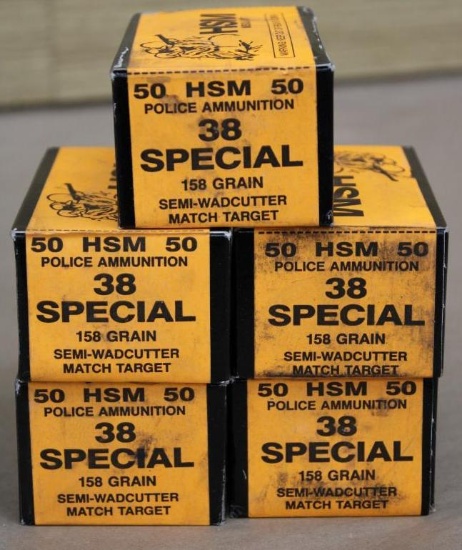 HSM
50 HSM 50
POLICE AMMUNITION
38
SPECIAL
158 GRAIN
SEMI-WADCUTTER
MATCH TARGET
50 HSM 50
POLICE AMMUNITION
38
SPECIAL
158 GRAIN
SEMI-WADCUTTER
MATCH TARGET
HSM
50 HSM 50
POLICE AMMUNITION
38
SPECIAL
158 GRAIN
SEMI-WADCUTTER
MATCH TARGET
50 HSM 50
POLICE AMMUNITION
38
SPECIAL
158 GRAIN
SEMI-WADCUTTER
MATCH TARGET
50 HSM 50
POLICE AMMUNITION
38
SPECIAL
158 GRAIN
SEMI-WADCUTTER
MATCH TARGET